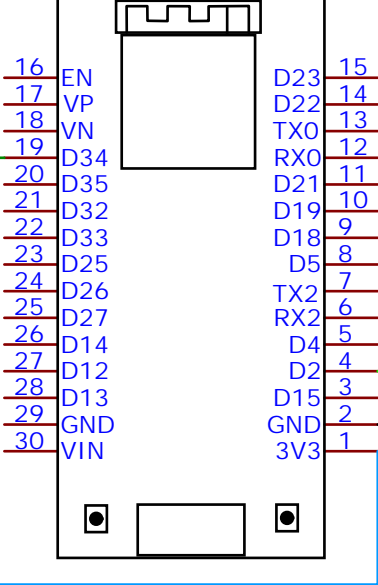 16 EN D23 15
17 VP D22 14
18 VN TX0 13
19 D34 RX0 12
20 D35 D21 11
21 D32 D19 10
22 D33 D18 9
23 D25 D5 8
24 D26 TX2 7
25 D27 RX2 6
26 D14 D4 5
27 D12 D2 4
28 D13 D15 3
29 GND GND 2
30 VIN 3V3 1